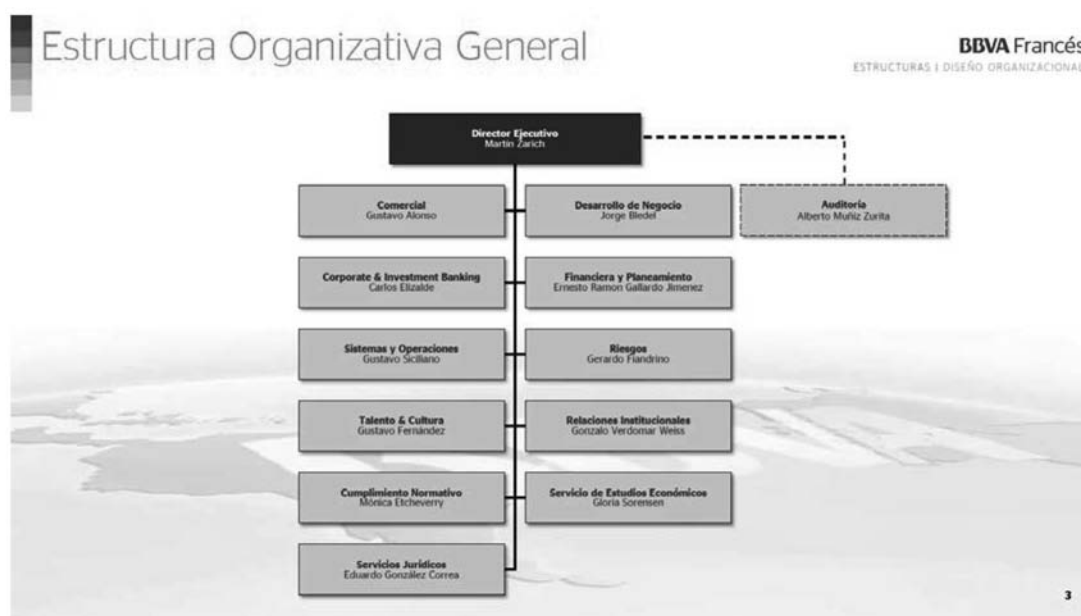 Estructura Organizativa General
BBVA Francés
ESTRUCTURAS | DISEÑO ORGANIZACIONAL
Director Ejecutivo
Martín Zarich
Comercial
Gustavo Alonso
Desarrollo de Negocio
Jorge Bledel
Auditoría
Alberto Muñiz Zurita
Corporate & Investment Banking
Carlos Elizalde
Financiera y Planeamiento
Ernesto Ramon Gallardo Jimenez
Sistemas y Operaciones
Gustavo Siciliano
Riesgos
Gerardo Fiandrino
Talento & Cultura
Gustavo Fernández
Relaciones Institucionales
Gonzalo Verdomar Weiss
Cumplimiento Normativo
Mónica Etcheverry
Servicio de Estudios Económicos
Gloria Sorensen
Servicios Jurídicos
Eduardo González Correa
3